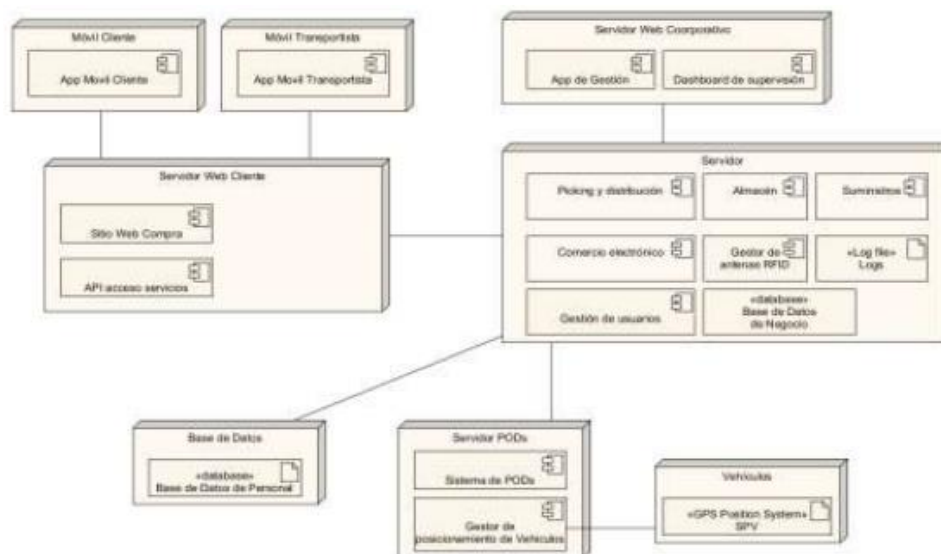 Móvil Cliente
App Movil Cliente
Móvil Transportista
App Movil Transportista
Servidor Web Coorporativo
App de Gestión
Dashboard de supervisión
Servidor Web Cliente
Sitio Web Compra
API acceso servicios
Servidor
Picking y distribución
Almacén
Suministros
Comercio electrónico
Gestor de
antenas RFID
«Log file»
Logs
Gestión de usuarios
«database»
Base de Datos
de Negocio
Base de Datos
«database»
Base de Datos de Personal
Servidor PODs
Sistema de PODs
Gestor de
posicionamiento de Vehículos
Vehículos
«GPS Position System»
SPV